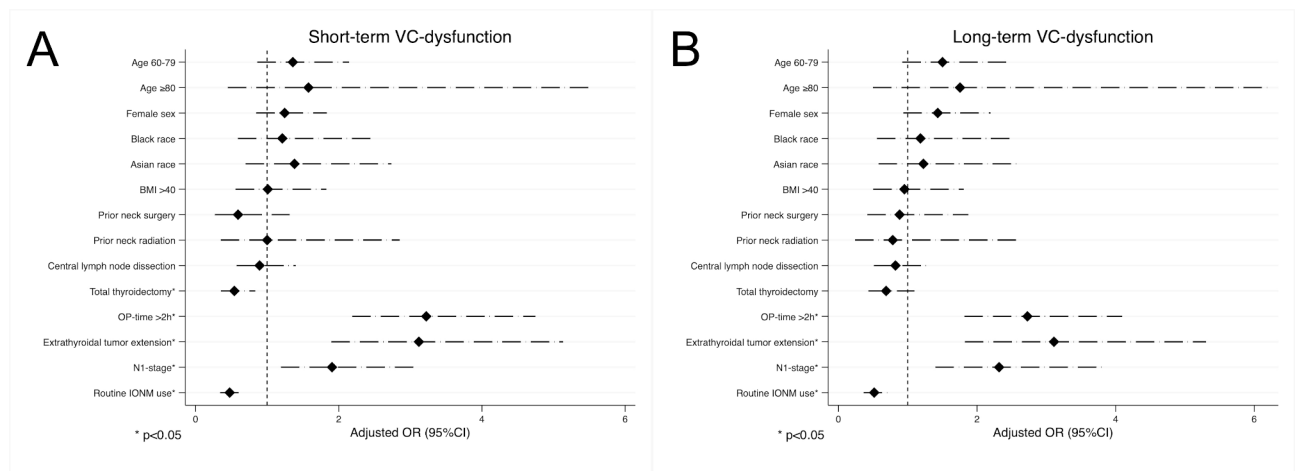 A
Short-term VC-dysfunction
Age 60-79
Age ≥80
Female sex
Black race
Asian race
BMI >40
Prior neck surgery
Prior neck radiation
Central lymph node dissection
Total thyroidectomy*
OP-time >2h*
Extrathyroidal tumor extension*
N1-stage*
Routine IONM use*
0 2 4 6
* p<0.05
Adjusted OR (95%CI)
B
Long-term VC-dysfunction
Age 60-79
Age ≥80
Female sex
Black race
Asian race
BMI >40
Prior neck surgery
Prior neck radiation
Central lymph node dissection
Total thyroidectomy
OP-time >2h*
Extrathyroidal tumor extension*
N1-stage*
Routine IONM use*
0 2 4 6
* p<0.05
Adjusted OR (95%CI)